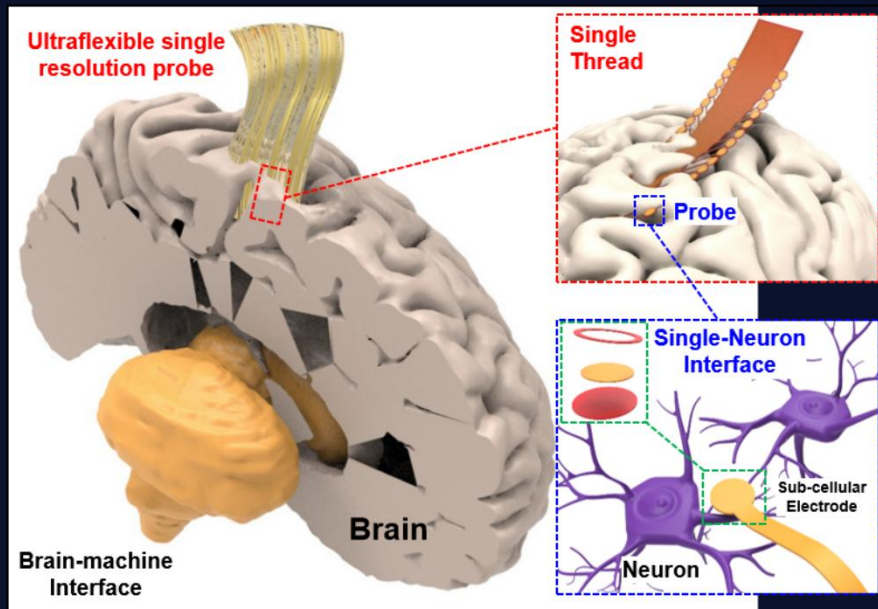 Ultraflexible single
resolution probe
Single
Thread
Probe
Single-Neuron
Interface
Sub-cellular
Electrode
Neuron
Brain
Brain-machine
Interface